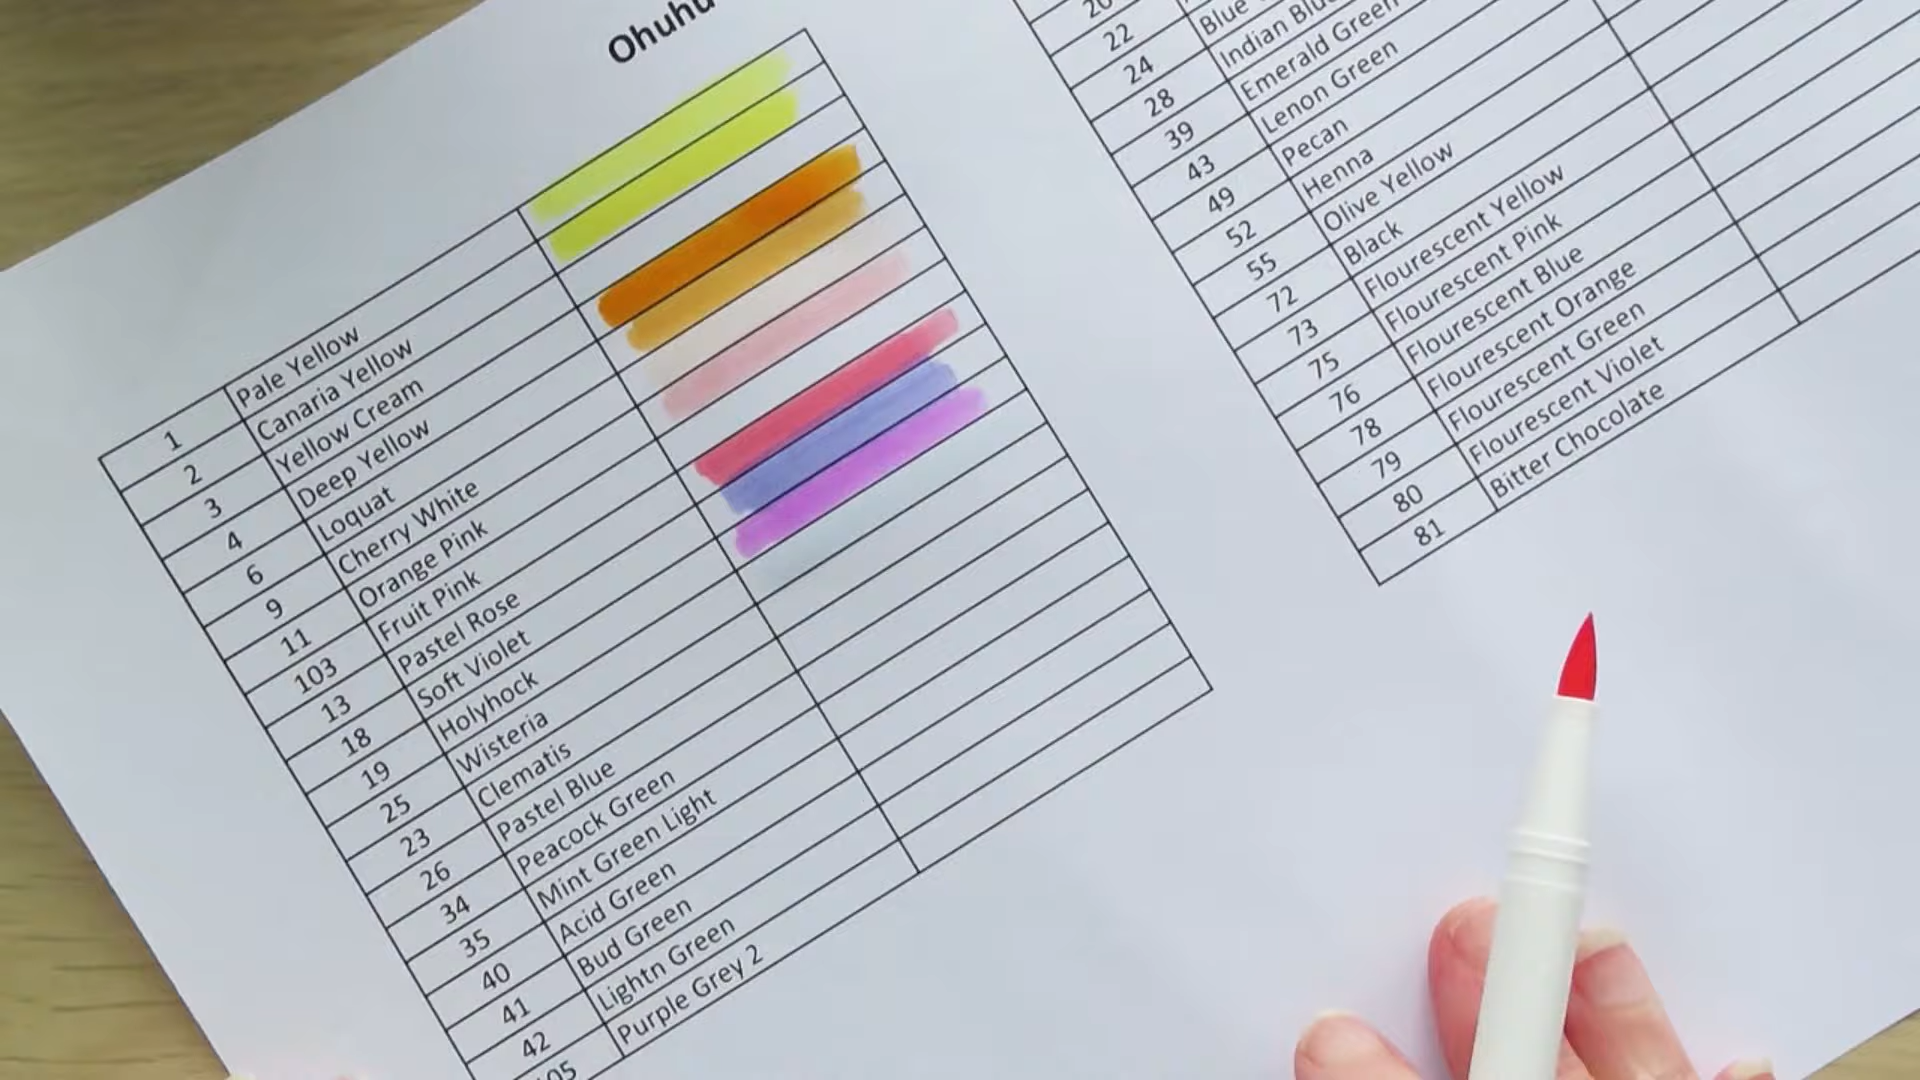 Ohuhu
1 Pale Yellow
2 Canaria Yellow
3 Yellow Cream
4 Deep Yellow
6 Loquat
9 Cherry White
11 Orange Pink
103 Fruit Pink
13 Pastel Rose
18 Soft Violet
19 Holyhock
25 Wisteria
23 Clematis
26 Pastel Blue
34 Peacock Green
35 Mint Green Light
40 Acid Green
41 Bud Green
42 Lightn Green
05 Purple Grey 2
22
24 Blue
28 Indian Blue
39 Emerald Green
43 Lenon Green
49 Pecan
52 Henna
55 Olive Yellow
72 Black
73 Flourescent Yellow
75 Flourescent Pink
76 Flourescent Blue
78 Flourescent Orange
79 Flourescent Green
80 Flourescent Violet
81 Bitter Chocolate